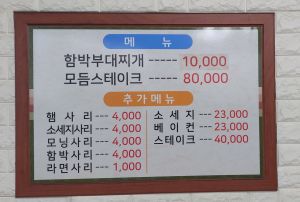 메 뉴
함박부대찌개 ----- 10,000
모듬스테이크 ----- 80,000
추가메뉴
햄 사 리 --- 4,000
소세지사리 --- 4,000
모닝사리 --- 4,000
함박사리 --- 4,000
라면사리 --- 1,000
소 세 지 --- 23,000
베 이 컨 --- 23,000
스테이크 --- 40,000